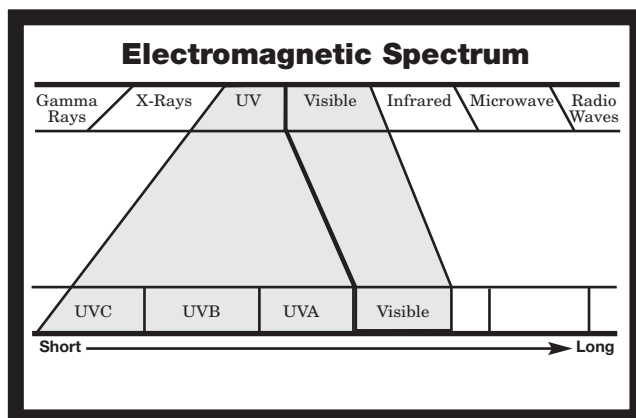 Electromagnetic Spectrum
Gamma Rays
X-Rays
UV
Visible
Infrared
Microwave
Radio Waves
UVC
UVB
UVA
Visible
Short
Long